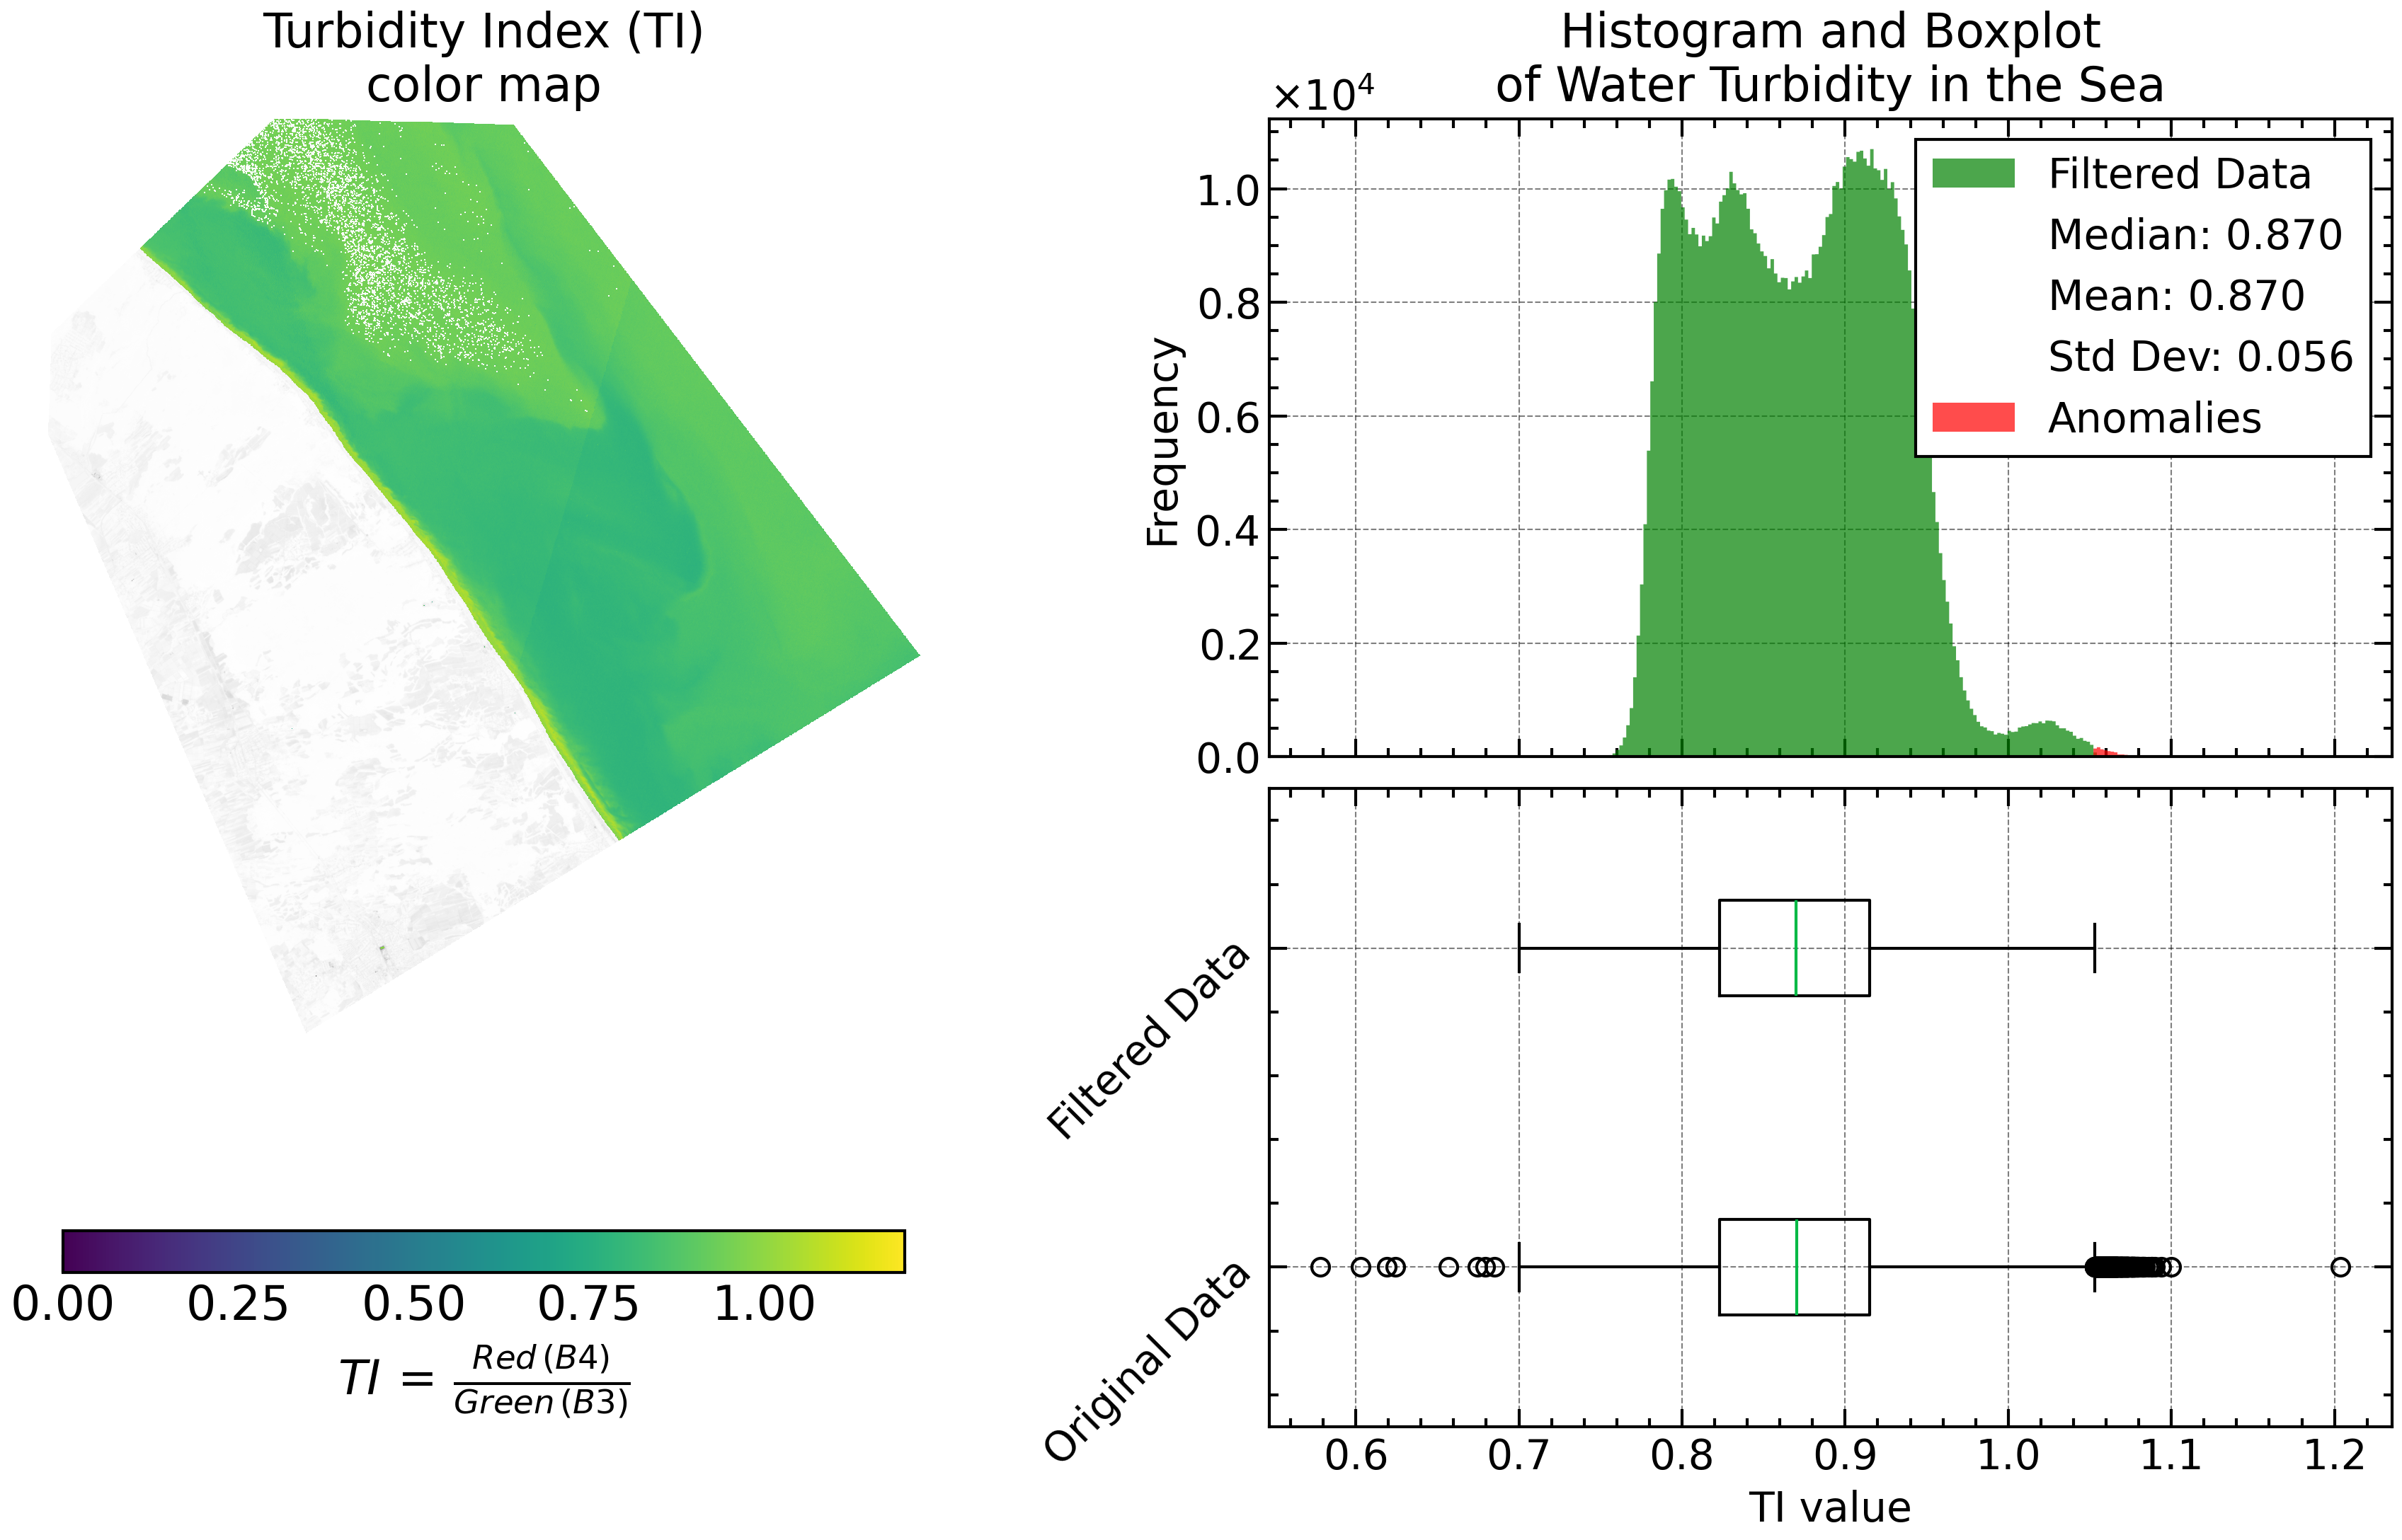 Turbidity Index (TI)
color map
0.00 0.25 0.50 0.75 1.00
TI = Red (B4) / Green (B3)
Histogram and Boxplot
of Water Turbidity in the Sea
×10⁴
Frequency
1.0
0.8
0.6
0.4
0.2
0.0
Filtered Data
Median: 0.870
Mean: 0.870
Std Dev: 0.056
Anomalies
Filtered Data
Original Data
0.6 0.7 0.8 0.9 1.0 1.1 1.2
TI value